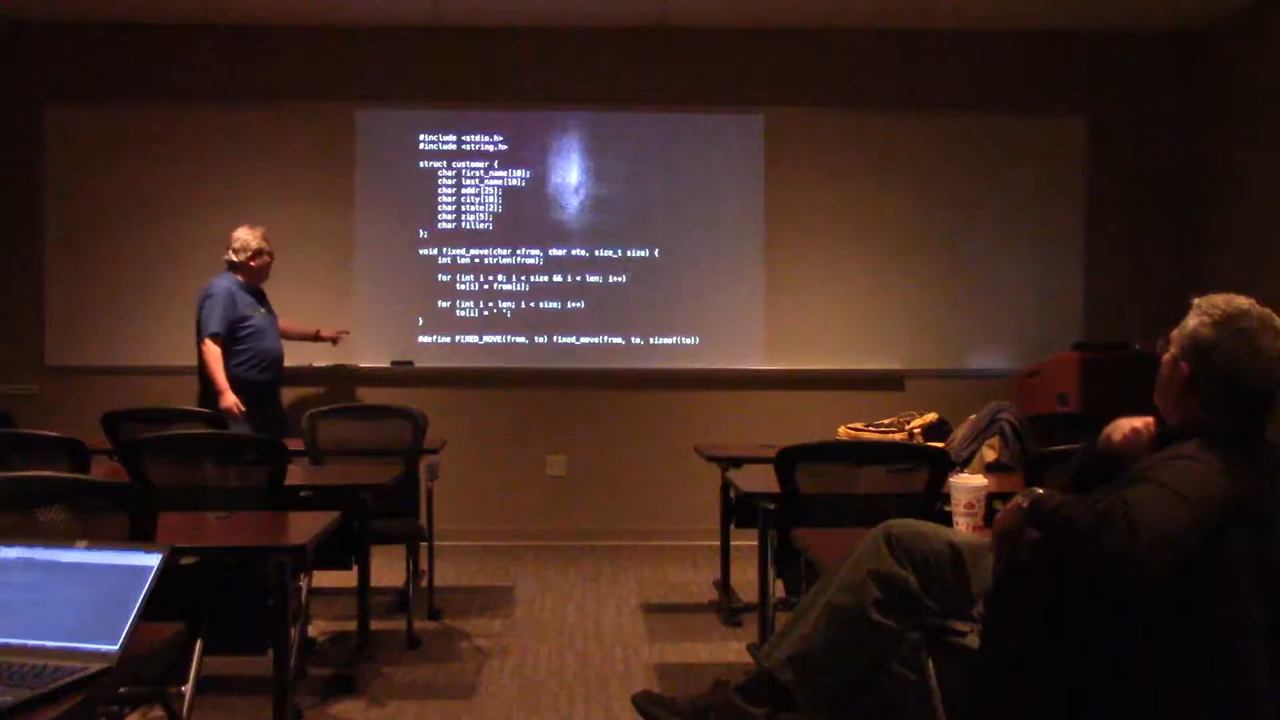 #include <stdio.h>
#include <string.h>
struct customer {
char first_name[10];
char last_name[10];
char addr[25];
char city[10];
char state[2];
char zip[5];
char filler;
};
void fixed_move(char *from, char *to, size_t size) {
int len = strlen(from);
for (int i = 0; i < size && i < len; i++)
to[i] = from[i];
for (int i = len; i < size; i++)
to[i] = ' ';
}
#define FIXED_MOVE(from, to) fixed_move(from, to, sizeof(to))